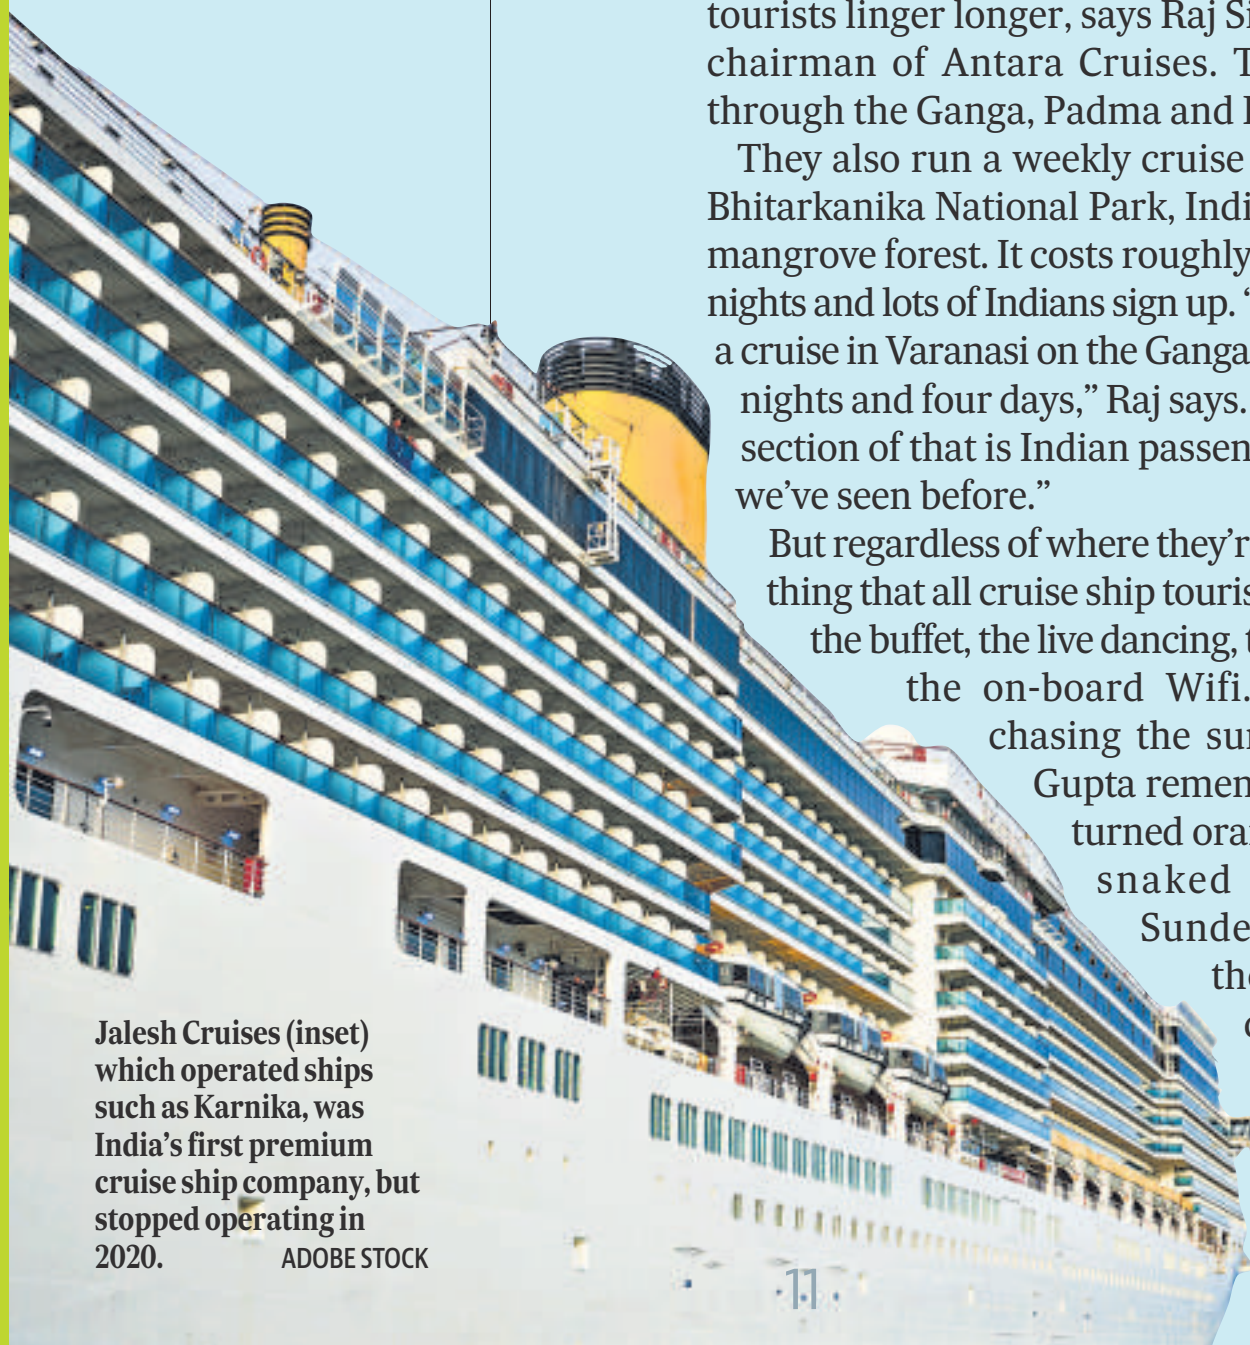 tourists linger longer, says Raj
chairman of Antara Cruises.
through the Ganga, Padma and
They also run a weekly cruise
Bhitarkanika National Park,
mangrove forest. It costs roughly
nights and lots of Indians sign up. “
a cruise in Varanasi on the Ganga
nights and four days,” Raj says.
section of that is Indian
we’ve seen before.”
But regardless of where
thing that all cruise ship
the buffet, the live dancing,
the on-board Wifi.
chasing the
Gupta
turned
snaked
Jalesh Cruises (inset)
which operated ships
such as Karnika, was
India’s first premium
cruise ship company, but
stopped operating in
2020. ADOBE STOCK
11